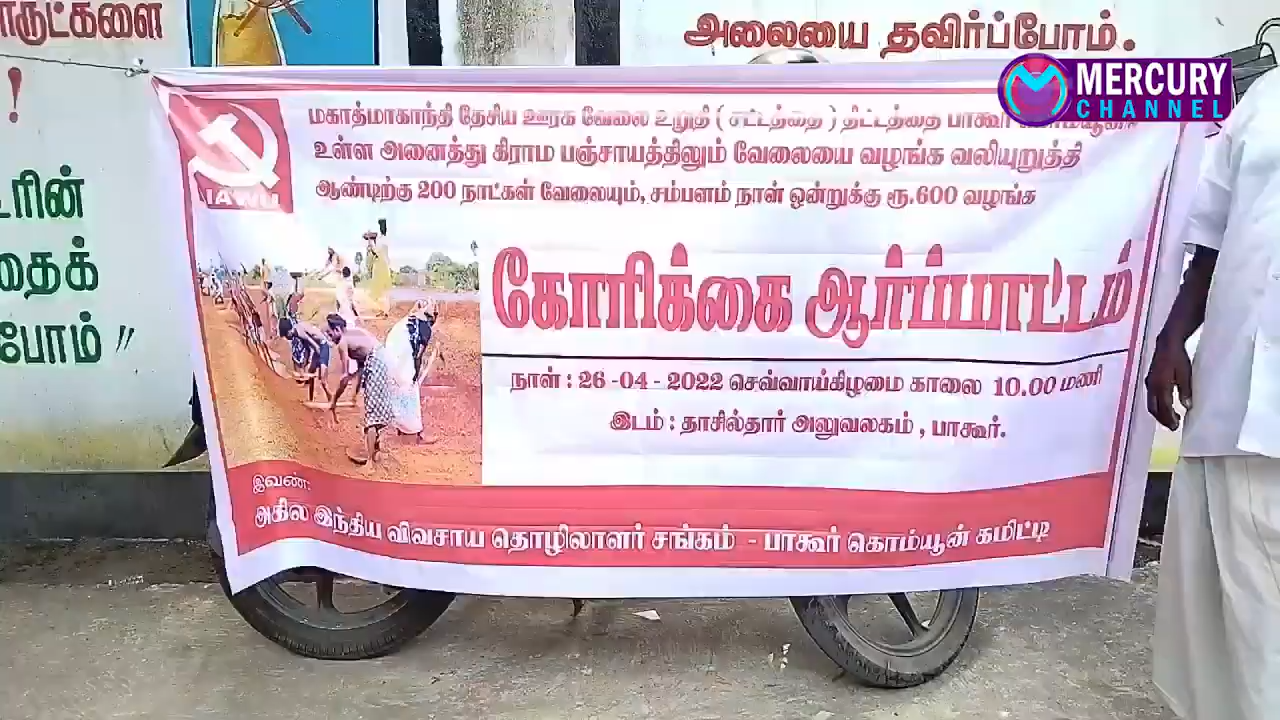 அலையை தவிர்ப்போம்.
MERCURY
CHANNEL
!
IAWU
மகாத்மாகாந்தி தேசிய ஊரக வேலை உறுதி ( சட்டத்தை ) திட்டத்தை பாகூர்
உள்ள அனைத்து கிராம பஞ்சாயத்திலும் வேலையை வழங்க வலியுறுத்தி
ஆண்டிற்கு 200 நாட்கள் வேலையும், சம்பளம் நாள் ஒன்றுக்கு ரூ.600 வழங்க
கோரிக்கை ஆர்ப்பாட்டம்
நாள் : 26 -04 - 2022 செவ்வாய்கிழமை காலை 10.00 மணி
இடம் : தாசில்தார் அலுவலகம் , பாகூர்.
போம் "
இவண்:
அகில இந்திய விவசாய தொழிலாளர் சங்கம் - பாகூர் கொம்யூன் கமிட்டி